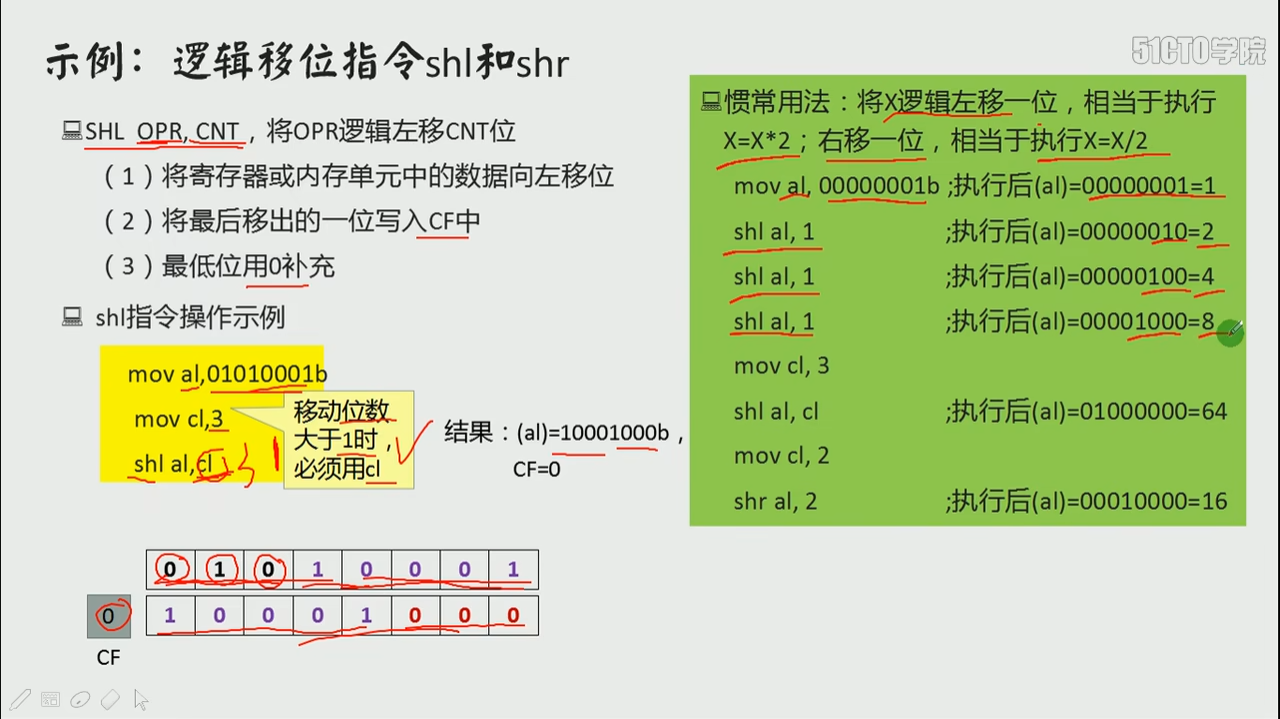 51CTO学院
示例：逻辑移位指令shl和shr
SHL OPR, CNT，将OPR逻辑左移CNT位
（1）将寄存器或内存单元中的数据向左移位
（2）将最后移出的一位写入CF中
（3）最低位用0补充
shl指令操作示例
mov al,01010001b
mov cl,3
shl al,cl
3 1
移动位数
大于1时，
必须用cl
结果：(al)=10001000b，
CF=0
0 1 0 1 0 0 0 1
0 1 0 0 0 1 0 0 0
CF
惯常用法：将X逻辑左移一位，相当于执行
X=X*2；右移一位，相当于执行X=X/2
mov al, 00000001b ;执行后(al)=00000001=1
shl al, 1 ;执行后(al)=00000010=2
shl al, 1 ;执行后(al)=00000100=4
shl al, 1 ;执行后(al)=00001000=8
mov cl, 3
shl al, cl ;执行后(al)=01000000=64
mov cl, 2
shr al, 2 ;执行后(al)=00010000=16